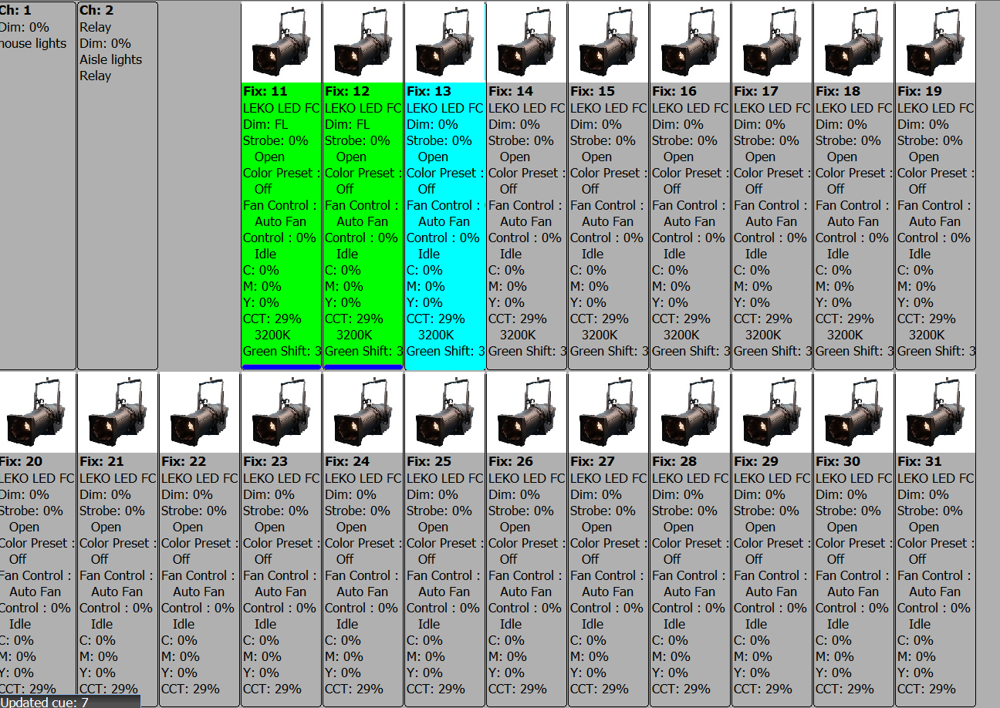 Ch: 1
Dim: 0%
house lights
Ch: 2
Relay
Dim: 0%
Aisle lights
Relay
Fix: 11
LEKO LED FC
Dim: FL
Strobe: 0%
Open
Color Preset :
Off
Fan Control :
Auto Fan
Control : 0%
Idle
C: 0%
M: 0%
Y: 0%
CCT: 29%
3200K
Green Shift: 3
Fix: 12
LEKO LED FC
Dim: FL
Strobe: 0%
Open
Color Preset :
Off
Fan Control :
Auto Fan
Control : 0%
Idle
C: 0%
M: 0%
Y: 0%
CCT: 29%
3200K
Green Shift: 3
Fix: 13
LEKO LED FC
Dim: 0%
Strobe: 0%
Open
Color Preset :
Off
Fan Control :
Auto Fan
Control : 0%
Idle
C: 0%
M: 0%
Y: 0%
CCT: 29%
3200K
Green Shift: 3
Fix: 14
LEKO LED FC
Dim: 0%
Strobe: 0%
Open
Color Preset :
Off
Fan Control :
Auto Fan
Control : 0%
Idle
C: 0%
M: 0%
Y: 0%
CCT: 29%
3200K
Green Shift: 3
Fix: 15
LEKO LED FC
Dim: 0%
Strobe: 0%
Open
Color Preset :
Off
Fan Control :
Auto Fan
Control : 0%
Idle
C: 0%
M: 0%
Y: 0%
CCT: 29%
3200K
Green Shift: 3
Fix: 16
LEKO LED FC
Dim: 0%
Strobe: 0%
Open
Color Preset :
Off
Fan Control :
Auto Fan
Control : 0%
Idle
C: 0%
M: 0%
Y: 0%
CCT: 29%
3200K
Green Shift: 3
Fix: 17
LEKO LED FC
Dim: 0%
Strobe: 0%
Open
Color Preset :
Off
Fan Control :
Auto Fan
Control : 0%
Idle
C: 0%
M: 0%
Y: 0%
CCT: 29%
3200K
Green Shift: 3
Fix: 18
LEKO LED FC
Dim: 0%
Strobe: 0%
Open
Color Preset :
Off
Fan Control :
Auto Fan
Control : 0%
Idle
C: 0%
M: 0%
Y: 0%
CCT: 29%
3200K
Green Shift: 3
Fix: 19
LEKO LED FC
Dim: 0%
Strobe: 0%
Open
Color Preset :
Off
Fan Control :
Auto Fan
Control : 0%
Idle
C: 0%
M: 0%
Y: 0%
CCT: 29%
3200K
Green Shift: 3
Fix: 20
LEKO LED FC
Dim: 0%
Strobe: 0%
Open
Color Preset :
Off
Fan Control :
Auto Fan
Control : 0%
Idle
C: 0%
M: 0%
Y: 0%
CCT: 29%
Fix: 21
LEKO LED FC
Dim: 0%
Strobe: 0%
Open
Color Preset :
Off
Fan Control :
Auto Fan
Control : 0%
Idle
C: 0%
M: 0%
Y: 0%
CCT: 29%
Fix: 22
LEKO LED FC
Dim: 0%
Strobe: 0%
Open
Color Preset :
Off
Fan Control :
Auto Fan
Control : 0%
Idle
C: 0%
M: 0%
Y: 0%
CCT: 29%
Fix: 23
LEKO LED FC
Dim: 0%
Strobe: 0%
Open
Color Preset :
Off
Fan Control :
Auto Fan
Control : 0%
Idle
C: 0%
M: 0%
Y: 0%
CCT: 29%
Fix: 24
LEKO LED FC
Dim: 0%
Strobe: 0%
Open
Color Preset :
Off
Fan Control :
Auto Fan
Control : 0%
Idle
C: 0%
M: 0%
Y: 0%
CCT: 29%
Fix: 25
LEKO LED FC
Dim: 0%
Strobe: 0%
Open
Color Preset :
Off
Fan Control :
Auto Fan
Control : 0%
Idle
C: 0%
M: 0%
Y: 0%
CCT: 29%
Fix: 26
LEKO LED FC
Dim: 0%
Strobe: 0%
Open
Color Preset :
Off
Fan Control :
Auto Fan
Control : 0%
Idle
C: 0%
M: 0%
Y: 0%
CCT: 29%
Fix: 27
LEKO LED FC
Dim: 0%
Strobe: 0%
Open
Color Preset :
Off
Fan Control :
Auto Fan
Control : 0%
Idle
C: 0%
M: 0%
Y: 0%
CCT: 29%
Fix: 28
LEKO LED FC
Dim: 0%
Strobe: 0%
Open
Color Preset :
Off
Fan Control :
Auto Fan
Control : 0%
Idle
C: 0%
M: 0%
Y: 0%
CCT: 29%
Fix: 29
LEKO LED FC
Dim: 0%
Strobe: 0%
Open
Color Preset :
Off
Fan Control :
Auto Fan
Control : 0%
Idle
C: 0%
M: 0%
Y: 0%
CCT: 29%
Fix: 30
LEKO LED FC
Dim: 0%
Strobe: 0%
Open
Color Preset :
Off
Fan Control :
Auto Fan
Control : 0%
Idle
C: 0%
M: 0%
Y: 0%
CCT: 29%
Fix: 31
LEKO LED FC
Dim: 0%
Strobe: 0%
Open
Color Preset :
Off
Fan Control :
Auto Fan
Control : 0%
Idle
C: 0%
M: 0%
Y: 0%
CCT: 29%
Updated cue: 7